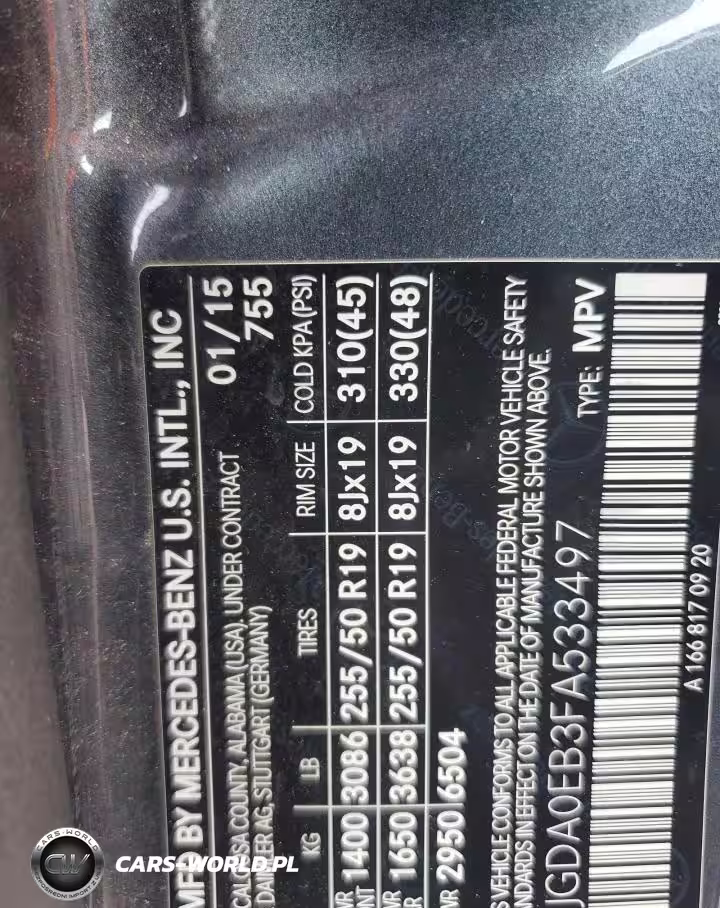 MFD BY MERCEDES-BENZ U.S. INTL., INC
CALOOSA COUNTY, ALABAMA (USA), UNDER CONTRACT 01/15
DAIMLER AG, STUTTGART (GERMANY) 755
KG LB TIRES RIM SIZE COLD KPA (PSI)
1400 3086 255/50 R19 8Jx19 310(45)
1650 3638 255/50 R19 8Jx19 330(48)
2950 6504
VEHICLE CONFORMS TO ALL APPLICABLE FEDERAL MOTOR VEHICLE SAFETY
STANDARDS IN EFFECT ON THE DATE OF MANUFACTURE SHOWN ABOVE.
JGDA0EB3FA533497 TYPE: MPV
A 166 817 09 20
CARS-WORLD
CW
CARS-WORLD.PL